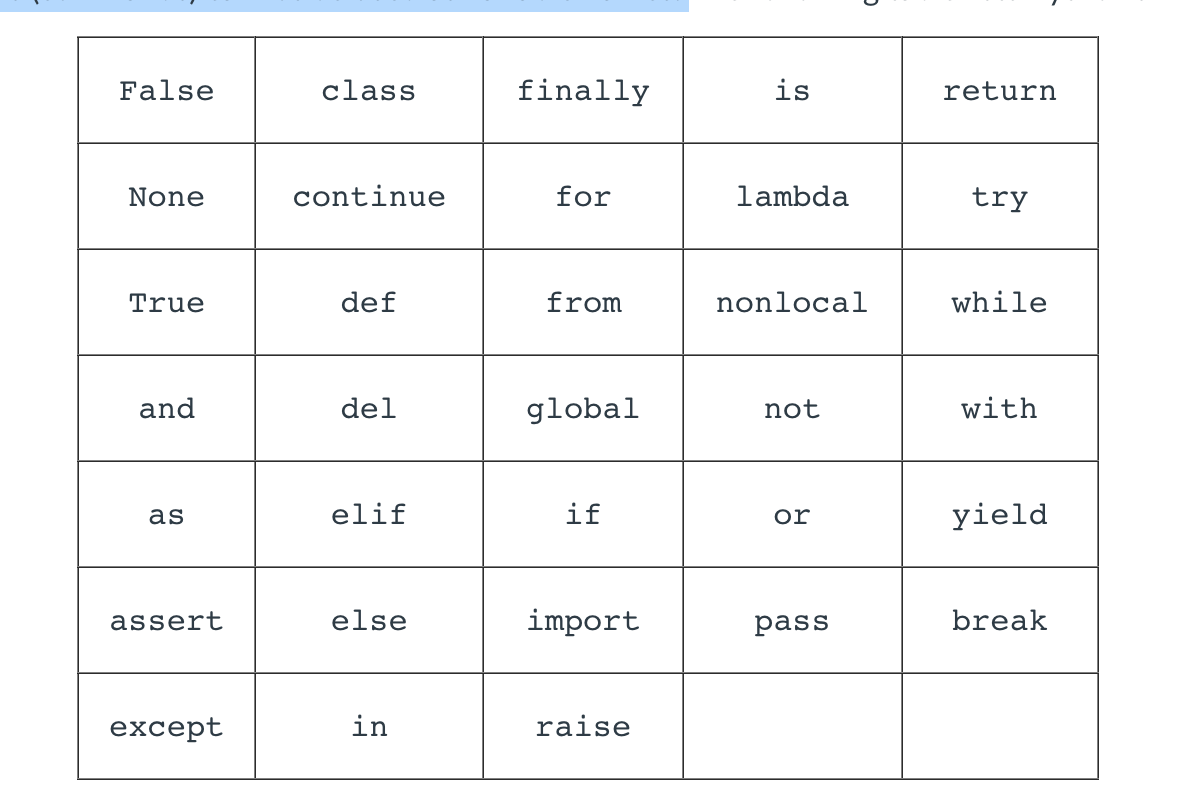 False class finally is return
None continue for lambda try
True def from nonlocal while
and del global not with
as elif if or yield
assert else import pass break
except in raise